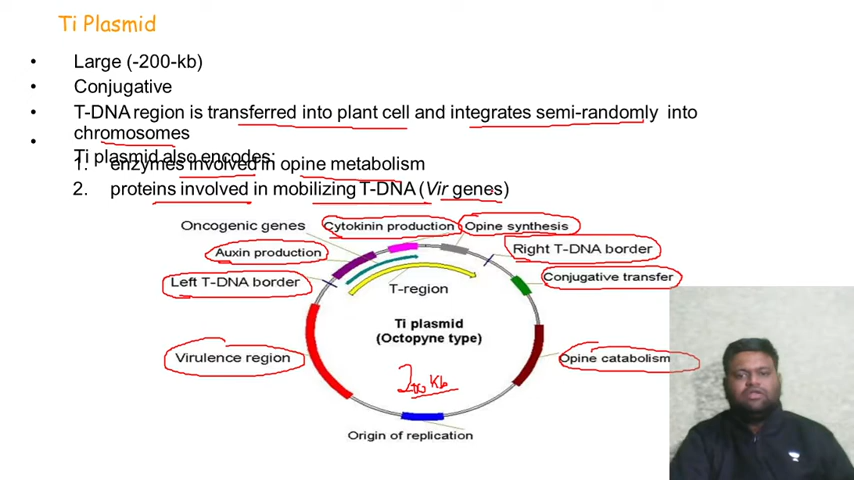 Ti Plasmid
• Large (-200-kb)
• Conjugative
• T-DNA region is transferred into plant cell and integrates semi-randomly into
chromosomes
• Ti plasmid also encodes:
1. enzymes involved in opine metabolism
2. proteins involved in mobilizing T-DNA (Vir genes)
Oncogenic genes
Cytokinin production
Opine synthesis
Auxin production
Right T-DNA border
Left T-DNA border
Conjugative transfer
T-region
Ti plasmid
(Octopyne type)
Virulence region
Opine catabolism
200 Kb
Origin of replication